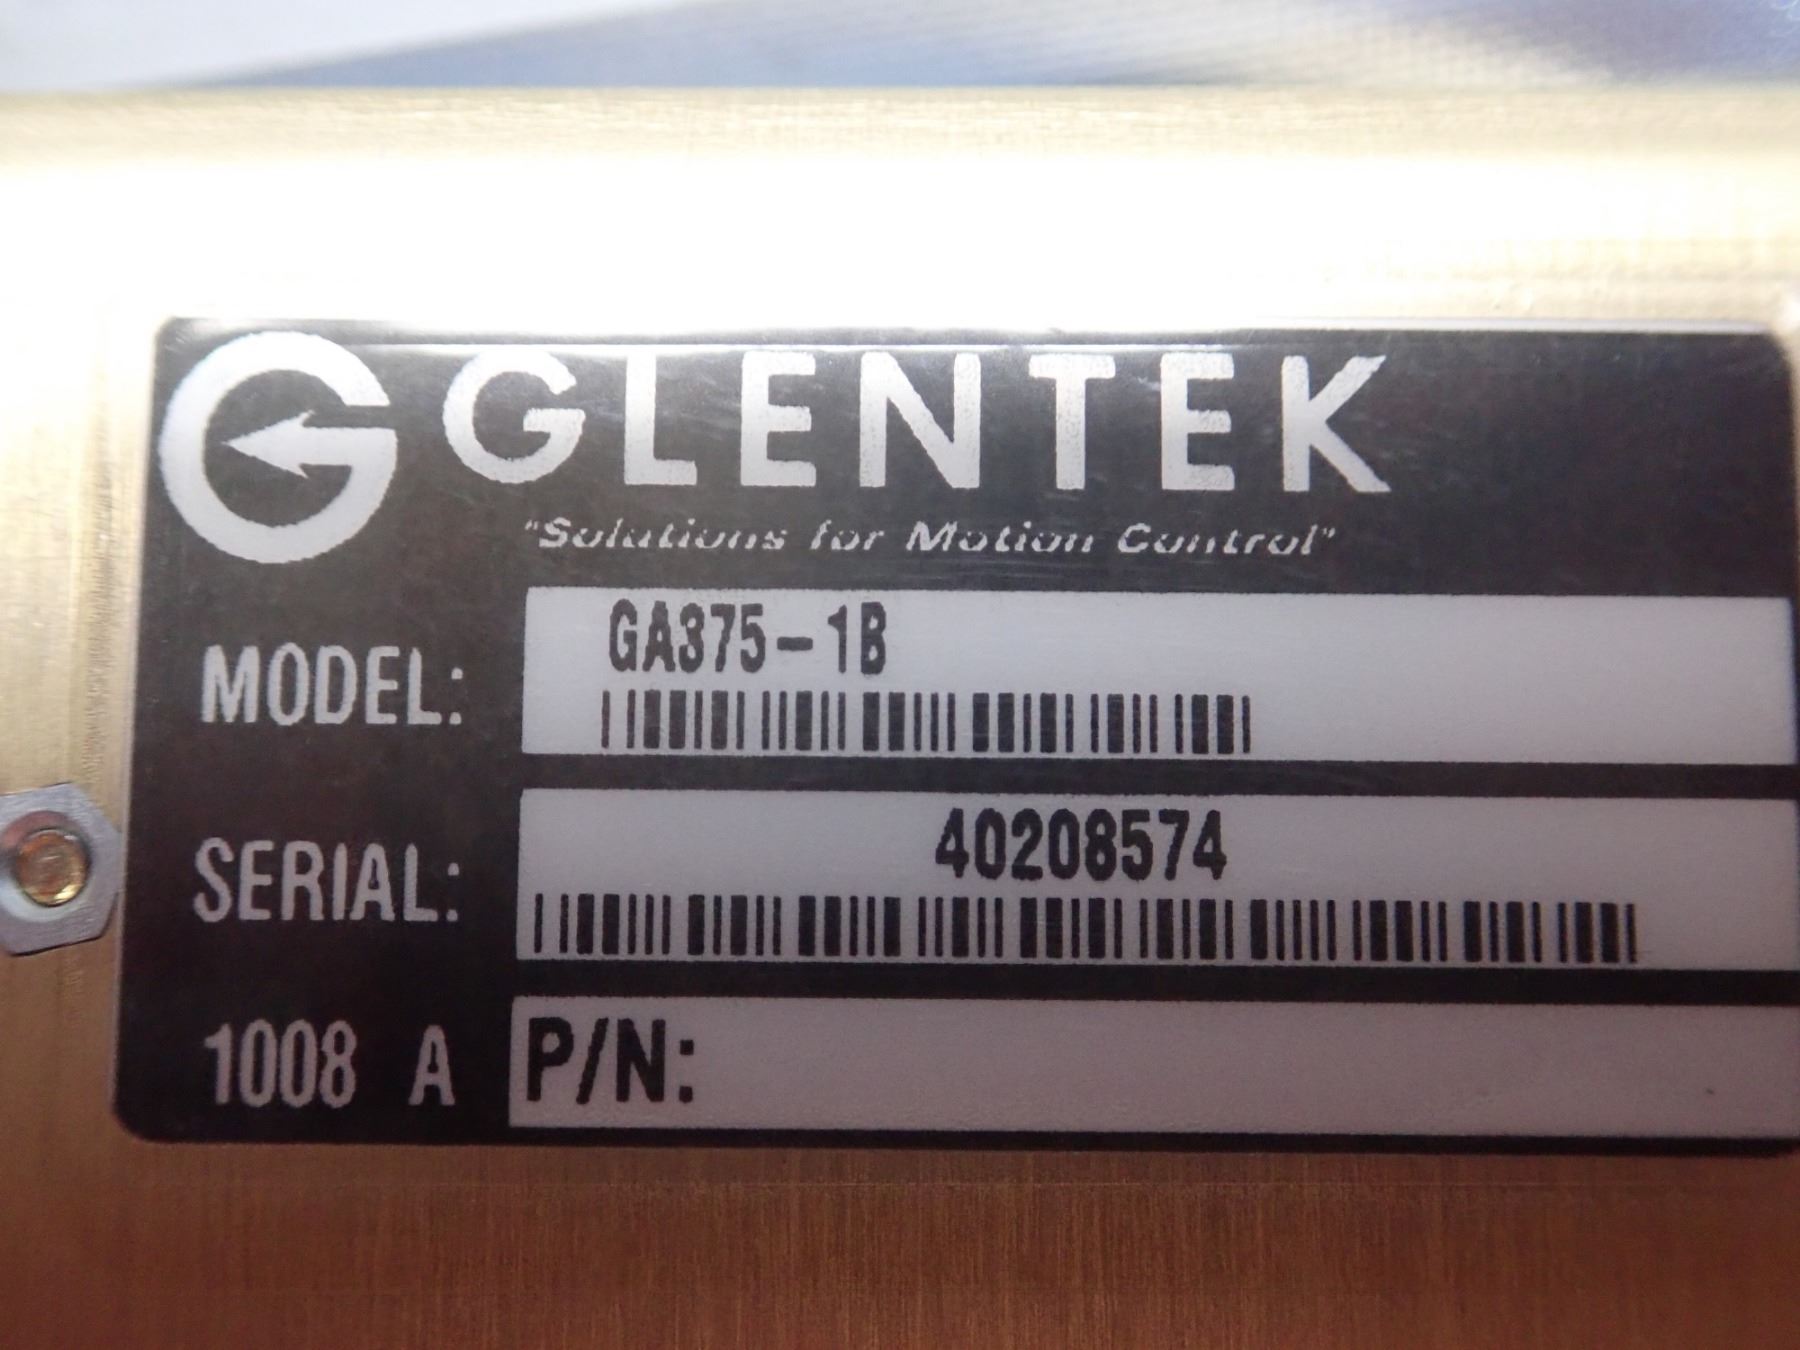 GLENTEK
"Solutions for Motion Control"
MODEL: GA375-1B
SERIAL: 40208574
1008 A P/N: